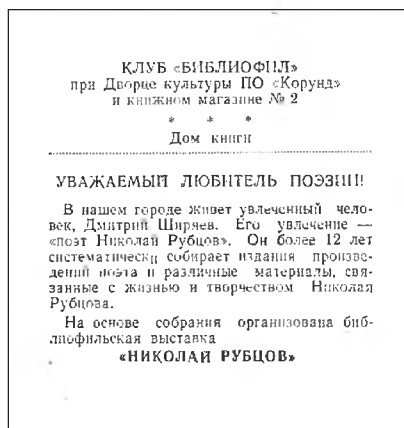 КЛУБ «БИБЛИОФИЛ»
при Дворце культуры ПО «Корунд»
и книжном магазине № 2
* * *
Дом книги
УВАЖАЕМЫЙ ЛЮБИТЕЛЬ ПОЭЗИИ!
В нашем городе живет увлеченный чело-
век, Дмитрий Ширяев. Его увлечение —
«поэт Николай Рубцов». Он более 12 лет
систематически собирает издания произве-
дений поэта и различные материалы, свя-
занные с жизнью и творчеством Николая
Рубцова.
На основе собрания организована биб-
лиофильская выставка
«НИКОЛАЙ РУБЦОВ»